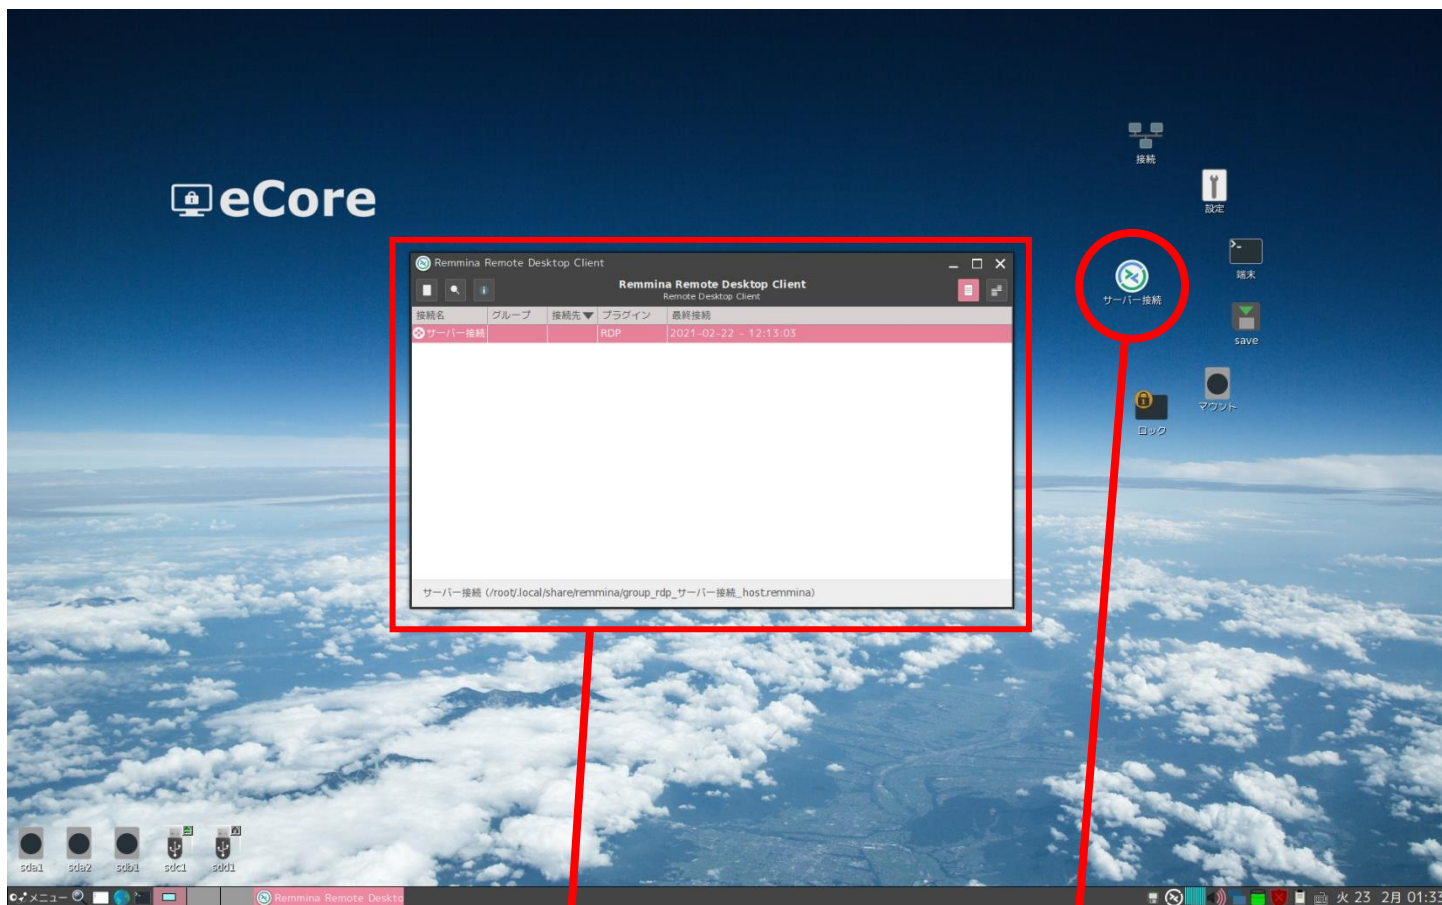 接続
設定
eCore
端末
サーバー接続
save
マウント
ロック
Remmina Remote Desktop Client
Remmina Remote Desktop Client
Remote Desktop Client
接続名 グループ 接続先▼ プラグイン 最終接続
サーバー接続 RDP 2021-02-22 - 12:13:03
サーバー接続 (/root/.local/share/remmina/group_rdp_サーバー接続_host.remmina)
sda1 sda2 sdb1 sdc1 sdd1
メニュー Remmina Remote Deskto 火 23 2月 01:33